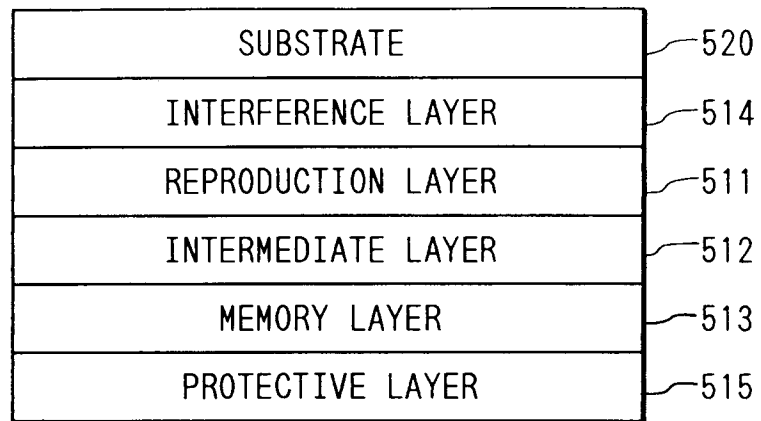 SUBSTRATE 520
INTERFERENCE LAYER 514
REPRODUCTION LAYER 511
INTERMEDIATE LAYER 512
MEMORY LAYER 513
PROTECTIVE LAYER 515